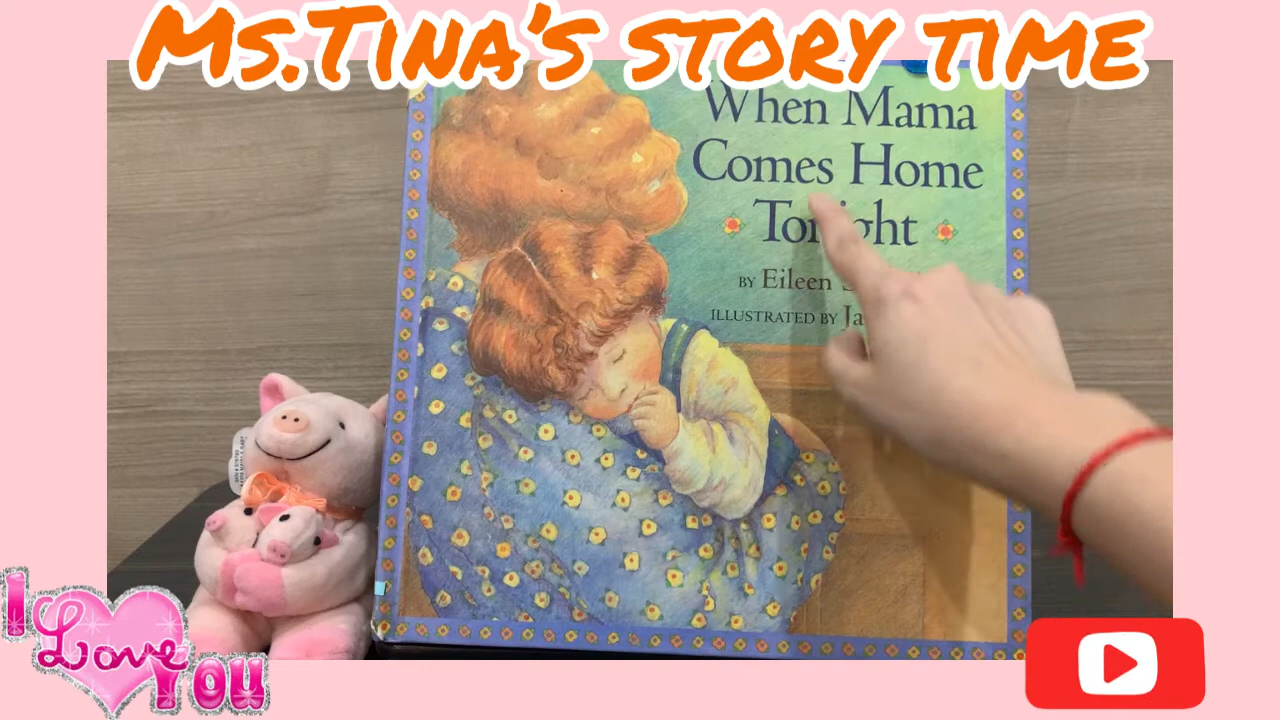 Ms.Tina's story time
When Mama
Comes Home
Tonight
BY Eileen
ILLUSTRATED BY
I Love You